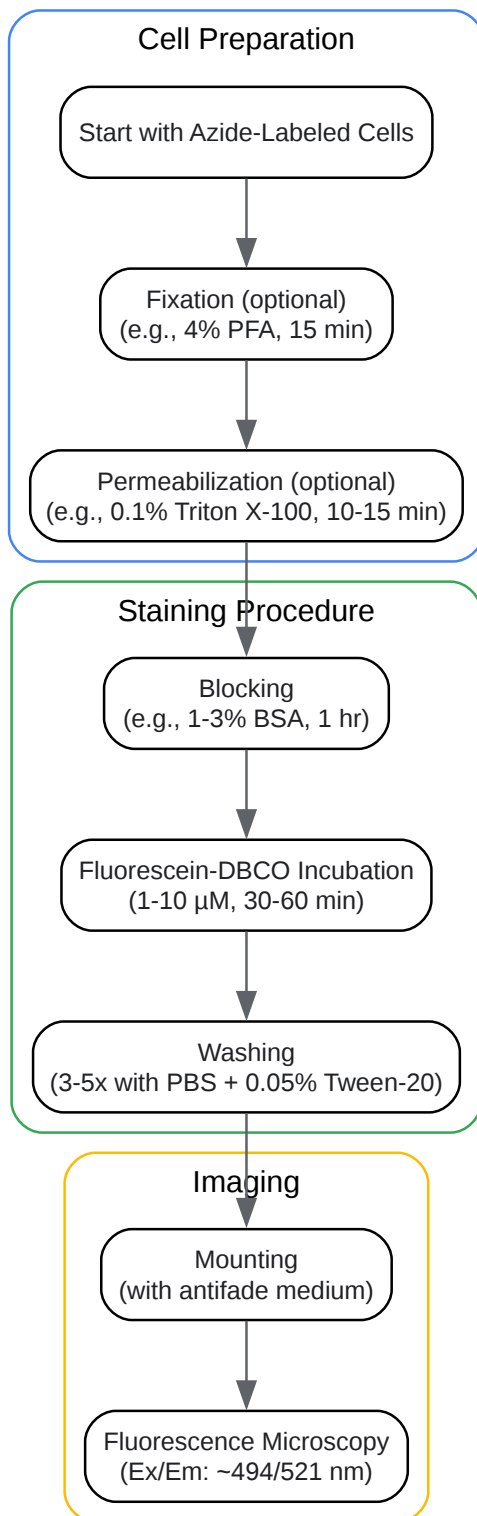 Cell Preparation
Start with Azide-Labeled Cells
Fixation (optional)
(e.g., 4% PFA, 15 min)
Permeabilization (optional)
(e.g., 0.1% Triton X-100, 10-15 min)
Staining Procedure
Blocking
(e.g., 1-3% BSA, 1 hr)
Fluorescein-DBCO Incubation
(1-10 µM, 30-60 min)
Washing
(3-5x with PBS + 0.05% Tween-20)
Imaging
Mounting
(with antifade medium)
Fluorescence Microscopy
(Ex/Em: ~494/521 nm)